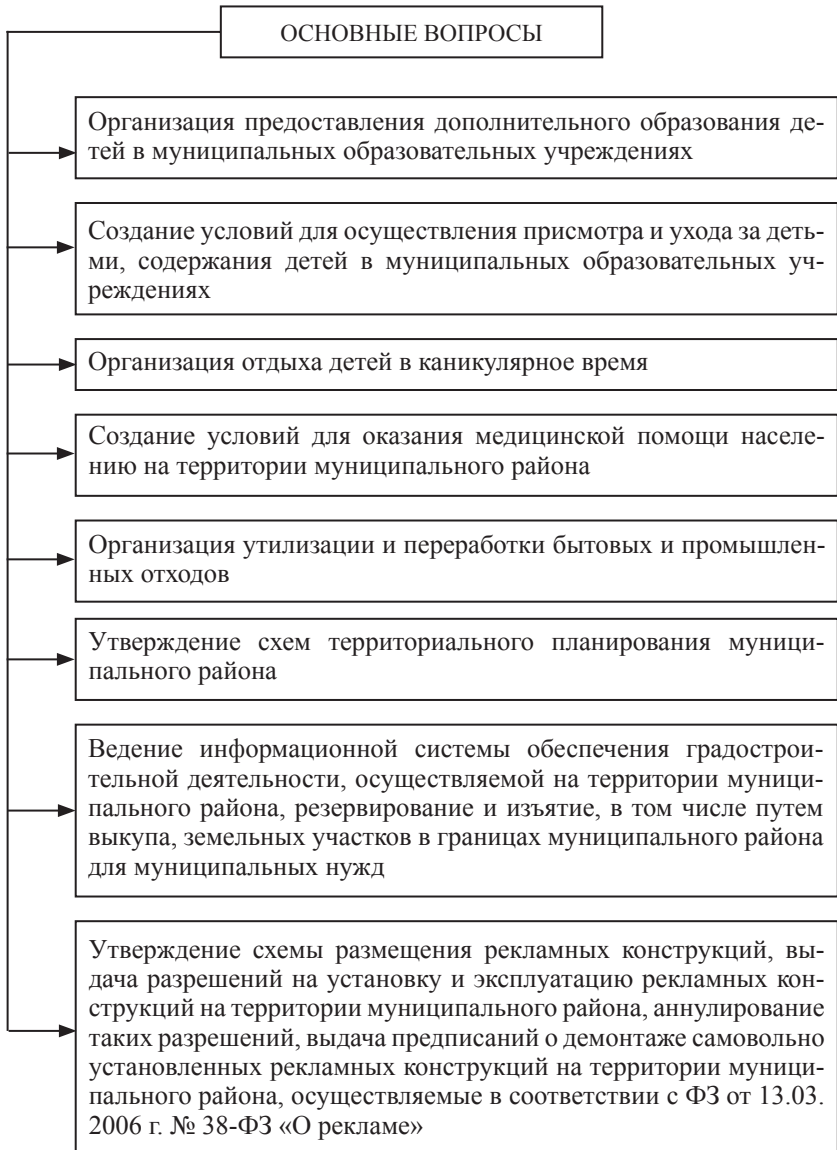 ОСНОВНЫЕ ВОПРОСЫ
Организация предоставления дополнительного образования де-
тей в муниципальных образовательных учреждениях
Создание условий для осуществления присмотра и ухода за деть-
ми, содержания детей в муниципальных образовательных уч-
реждениях
Организация отдыха детей в каникулярное время
Создание условий для оказания медицинской помощи населе-
нию на территории муниципального района
Организация утилизации и переработки бытовых и промышлен-
ных отходов
Утверждение схем территориального планирования муници-
пального района
Ведение информационной системы обеспечения градострои-
тельной деятельности, осуществляемой на территории муници-
пального района, резервирование и изъятие, в том числе путем
выкупа, земельных участков в границах муниципального района
для муниципальных нужд
Утверждение схемы размещения рекламных конструкций, вы-
дача разрешений на установку и эксплуатацию рекламных кон-
струкций на территории муниципального района, аннулирование
таких разрешений, выдача предписаний о демонтаже самовольно
установленных рекламных конструкций на территории муници-
пального района, осуществляемые в соответствии с ФЗ от 13.03.
2006 г. № 38-ФЗ «О рекламе»